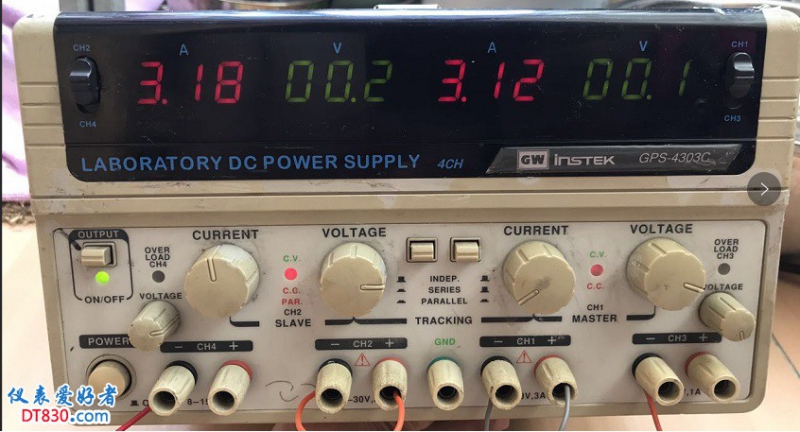 CH2 A V A V CH1
3.18 00.2 3.12 00.1
CH4 CH3
LABORATORY DC POWER SUPPLY 4CH GW INSTEK GPS-4303C
OUTPUT CURRENT VOLTAGE CURRENT VOLTAGE
OVER LOAD CH4 C.V. C.V. OVER LOAD CH3
ON/OFF C.C. INDEP. C.C.
VOLTAGE PAR. SERIES VOLTAGE
CH2 PARALLEL CH1
SLAVE TRACKING MASTER
POWER - CH4 + - CH2 + GND - CH1 + - CH3 +
仪表爱好者
DT830.com